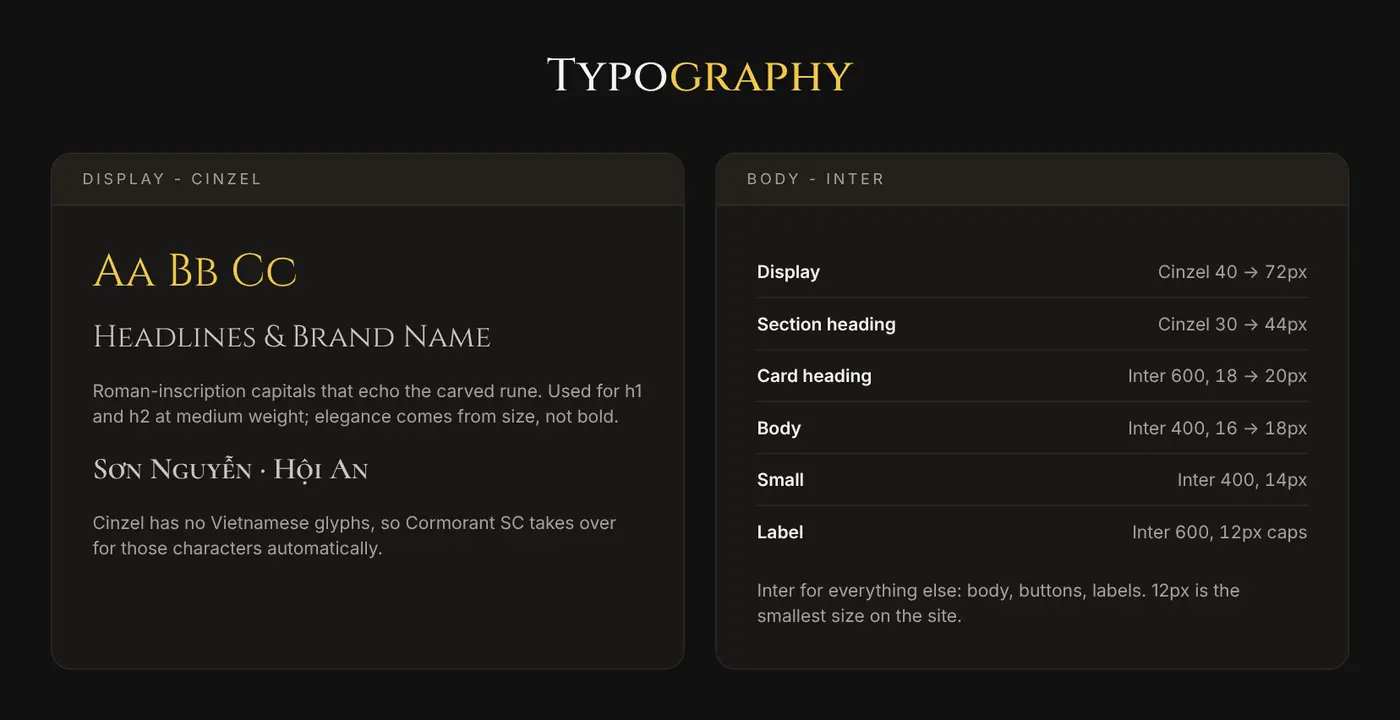 Typography
DISPLAY - CINZEL
Aa Bb Cc
Headlines & Brand Name
Roman-inscription capitals that echo the carved rune. Used for h1
and h2 at medium weight; elegance comes from size, not bold.
Sơn Nguyễn · Hội An
Cinzel has no Vietnamese glyphs, so Cormorant SC takes over
for those characters automatically.
BODY - INTER
Display Cinzel 40 → 72px
Section heading Cinzel 30 → 44px
Card heading Inter 600, 18 → 20px
Body Inter 400, 16 → 18px
Small Inter 400, 14px
Label Inter 600, 12px caps
Inter for everything else: body, buttons, labels. 12px is the
smallest size on the site.